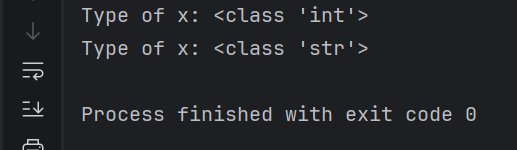 Type of x: <class 'int'>
Type of x: <class 'str'>
Process finished with exit code 0